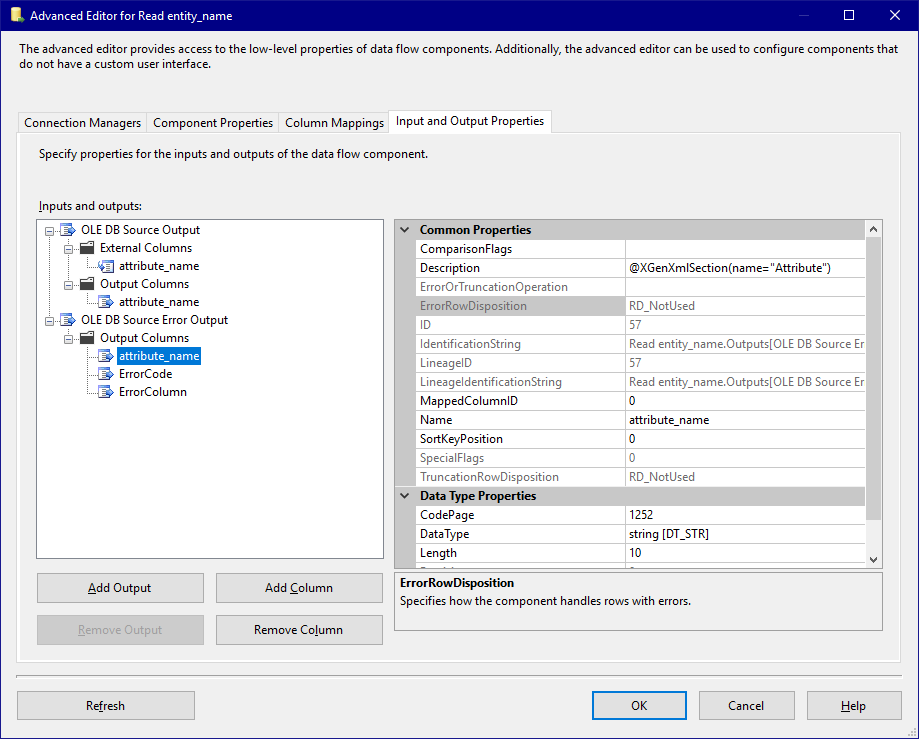 Advanced Editor for Read entity_name
The advanced editor provides access to the low-level properties of data flow components. Additionally, the advanced editor can be used to configure components that
do not have a custom user interface.
Connection Managers Component Properties Column Mappings Input and Output Properties
Specify properties for the inputs and outputs of the data flow component.
Inputs and outputs:
OLE DB Source Output
External Columns
attribute_name
Output Columns
attribute_name
OLE DB Source Error Output
Output Columns
attribute_name
ErrorCode
ErrorColumn
Common Properties
ComparisonFlags
Description @XGenXmlSection(name="Attribute")
ErrorOrTruncationOperation
ErrorRowDisposition RD_NotUsed
ID 57
IdentificationString Read entity_name.Outputs[OLE DB Source Er
LineageID 57
LineageIdentificationString Read entity_name.Outputs[OLE DB Source Er
MappedColumnID 0
Name attribute_name
SortKeyPosition 0
SpecialFlags 0
TruncationRowDisposition RD_NotUsed
Data Type Properties
CodePage 1252
DataType string [DT_STR]
Length 10
ErrorRowDisposition
Specifies how the component handles rows with errors.
Add Output Add Column
Remove Output Remove Column
Refresh OK Cancel Help